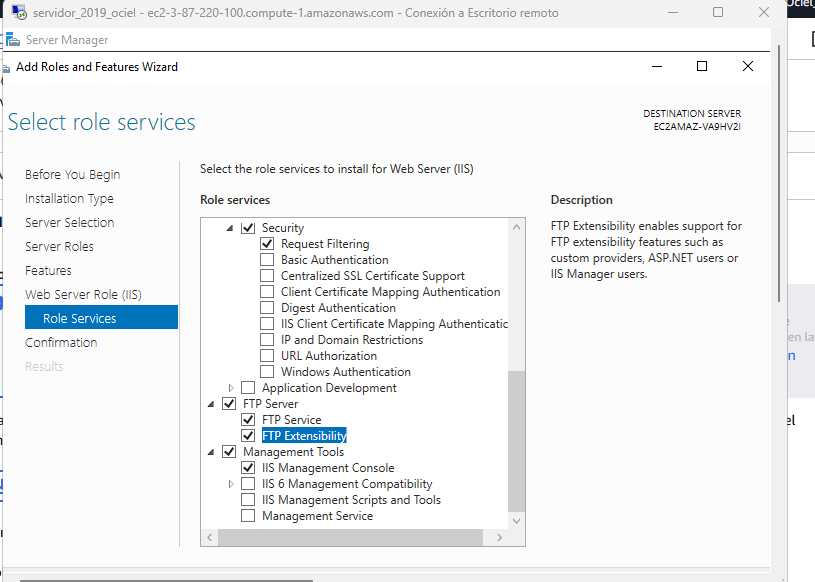 servidor_2019_ociel - ec2-3-87-220-100.compute-1.amazonaws.com - Conexión a Escritorio remoto
Server Manager
Add Roles and Features Wizard
Select role services
DESTINATION SERVER
EC2AMAZ-VA9HV2I
Before You Begin
Installation Type
Server Selection
Server Roles
Features
Web Server Role (IIS)
Role Services
Confirmation
Results
Select the role services to install for Web Server (IIS)
Role services
Security
Request Filtering
Basic Authentication
Centralized SSL Certificate Support
Client Certificate Mapping Authentication
Digest Authentication
IIS Client Certificate Mapping Authenticatio
IP and Domain Restrictions
URL Authorization
Windows Authentication
Application Development
FTP Server
FTP Service
FTP Extensibility
Management Tools
IIS Management Console
IIS 6 Management Compatibility
IIS Management Scripts and Tools
Management Service
Description
FTP Extensibility enables support for
FTP extensibility features such as
custom providers, ASP.NET users or
IIS Manager users.
en la
el